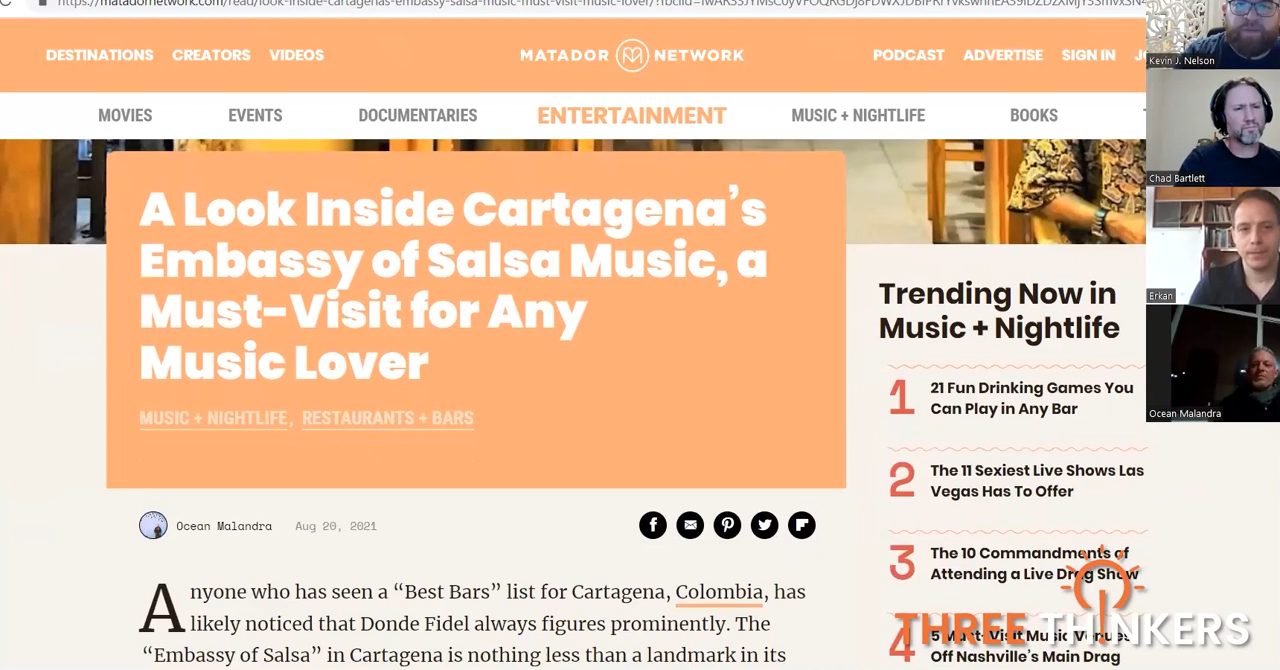 DESTINATIONS CREATORS VIDEOS MATADOR NETWORK PODCAST ADVERTISE SIGN IN
MOVIES EVENTS DOCUMENTARIES ENTERTAINMENT MUSIC + NIGHTLIFE BOOKS
A Look Inside Cartagena’s
Embassy of Salsa Music, a
Must-Visit for Any
Music Lover
MUSIC + NIGHTLIFE, RESTAURANTS + BARS
Ocean Malandra Aug 20, 2021
Anyone who has seen a “Best Bars” list for Cartagena, Colombia, has
likely noticed that Donde Fidel always figures prominently. The
“Embassy of Salsa” in Cartagena is nothing less than a landmark in its
Trending Now in
Music + Nightlife
1 21 Fun Drinking Games You
Can Play in Any Bar
2 The 11 Sexiest Live Shows Las
Vegas Has To Offer
3 The 10 Commandments of
Attending a Live Drag Show
4 5 Must-Visit Music Venues
Off Nashville’s Main Drag
Kevin J. Nelson
Chad Bartlett
Erkan
Ocean Malandra
THREE THINKERS